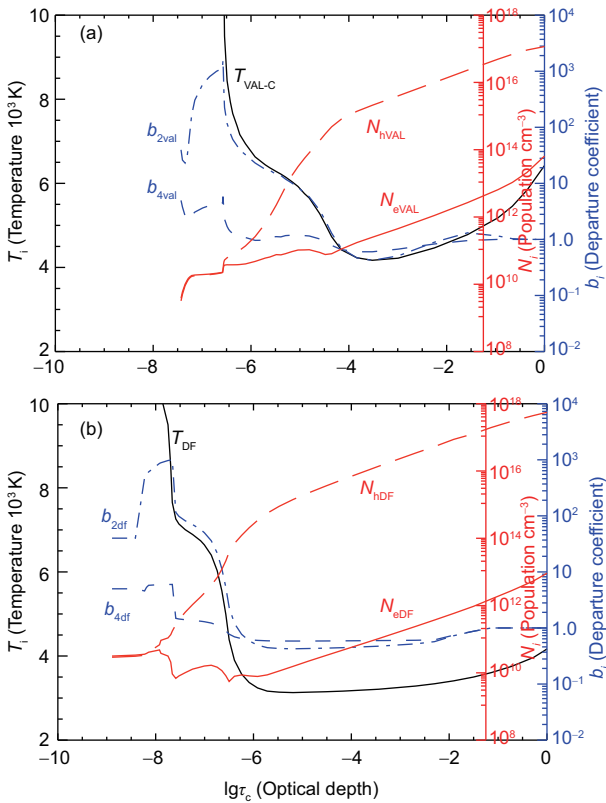 (a)
T_VAL-C
b_2val
b_4val
N_hVAL
N_eVAL
T_i (Temperature 10^3 K)
10
8
6
4
2
−10
−8
−6
−4
−2
0
10^18
10^16
10^14
10^12
10^10
10^8
N_i (Population cm^−3)
10^4
10^3
10^2
10^1
1.0
10^−1
10^−2
b_i (Departure coefficient)
(b)
T_DF
b_2df
b_4df
N_hDF
N_eDF
T_i (Temperature 10^3 K)
10
8
6
4
2
−10
−8
−6
−4
−2
0
lgτ_c (Optical depth)
10^18
10^16
10^14
10^12
10^10
10^8
N_i (Population cm^−3)
10^4
10^3
10^2
10^1
1.0
10^−1
10^−2
b_i (Departure coefficient)